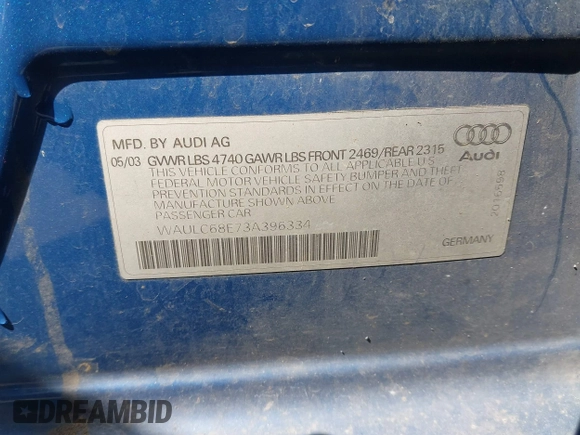 MFD. BY AUDI AG
05/03 GVWR LBS 4740 GAWR LBS FRONT 2469/REAR 2315
THIS VEHICLE CONFORMS TO ALL APPLICABLE U.S.
FEDERAL MOTOR VEHICLE SAFETY BUMPER AND THEFT
PREVENTION STANDARDS IN EFFECT ON THE DATE OF
MANUFACTURE SHOWN ABOVE
PASSENGER CAR
WAULC68E73A396334
Audi
GERMANY
DREAMBID